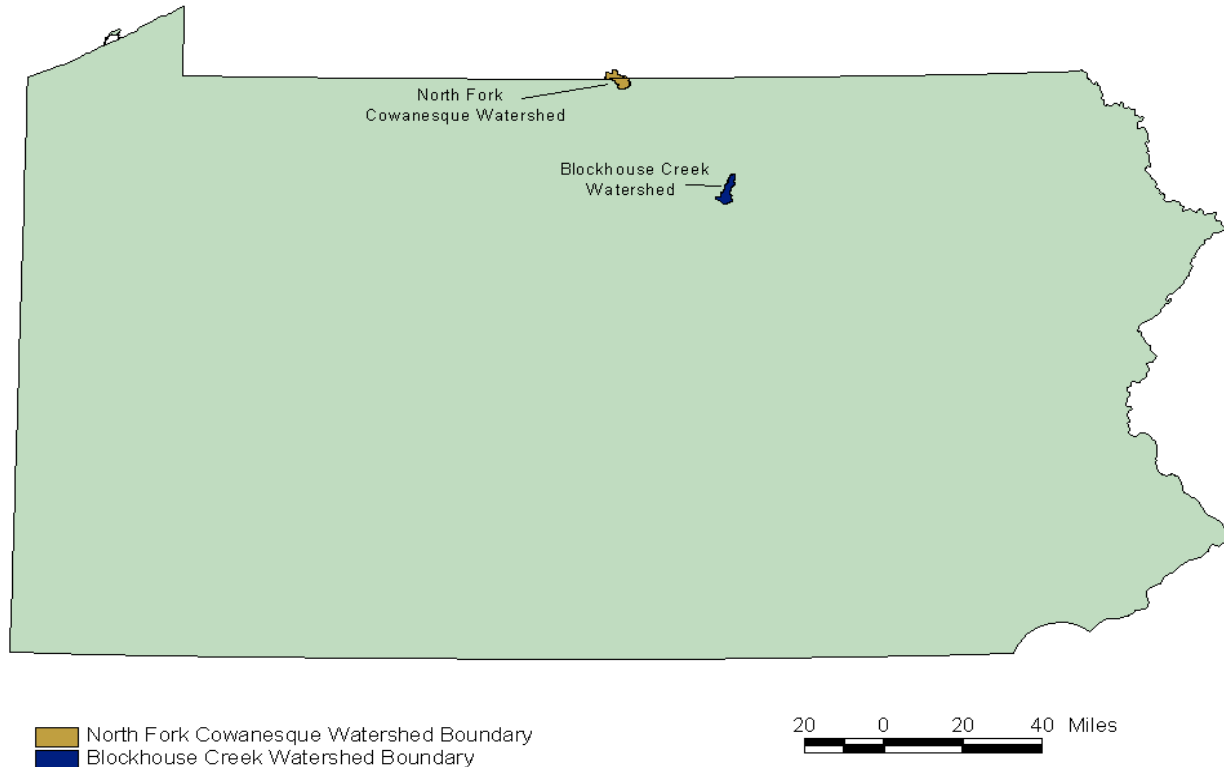 North Fork
Cowanesque Watershed
Blockhouse Creek
Watershed
North Fork Cowanesque Watershed Boundary
Blockhouse Creek Watershed Boundary
20 0 20 40 Miles